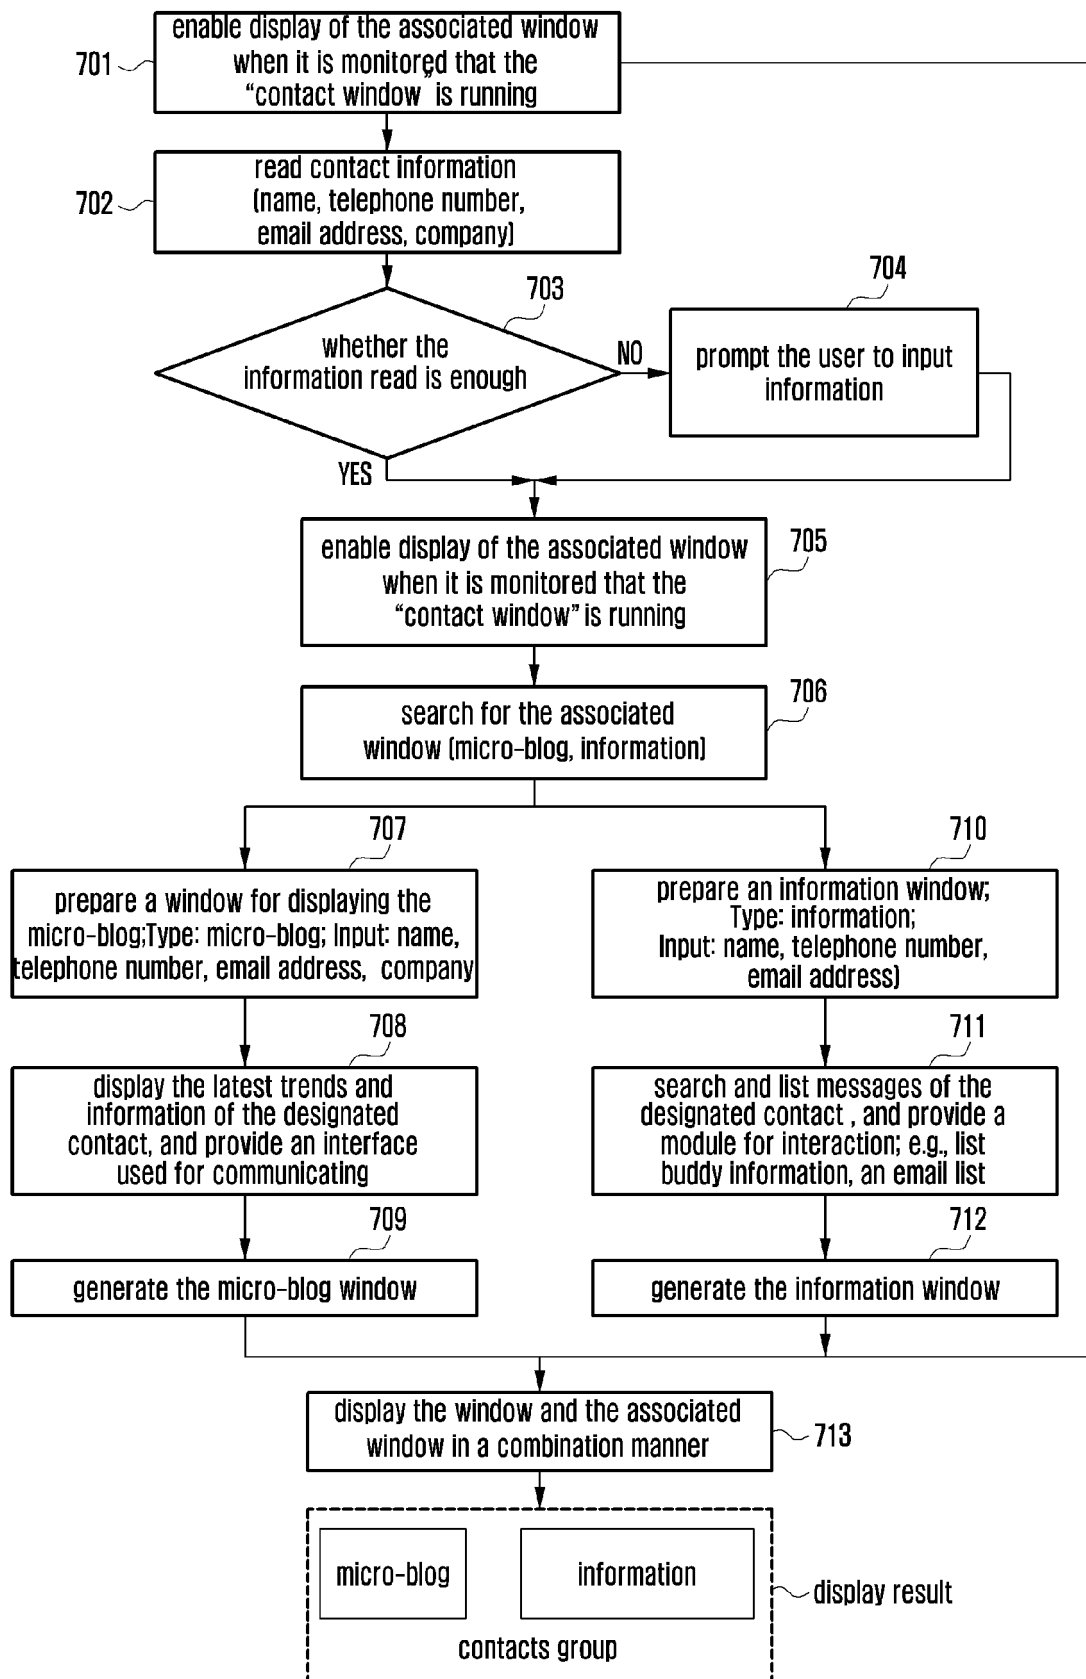 enable display of the associated window
701
when it is monitored that the
“contact window” is running
read contact information
702
(name, telephone number,
email address, company)
703
704
whether the
information read is enough
NO
prompt the user to input
information
YES
enable display of the associated window
705
when it is monitored that the
“contact window” is running
706
search for the associated
window (micro-blog, information)
707
prepare a window for displaying the
micro-blog;Type: micro-blog; Input: name,
telephone number, email address, company
710
prepare an information window;
Type: information;
Input: name, telephone number,
email address)
708
display the latest trends and
information of the designated
contact, and provide an interface
used for communicating
711
search and list messages of the
designated contact , and provide a
module for interaction; e.g., list
buddy information, an email list
709
generate the micro-blog window
712
generate the information window
display the window and the associated
window in a combination manner
713
micro-blog
information
display result
contacts group